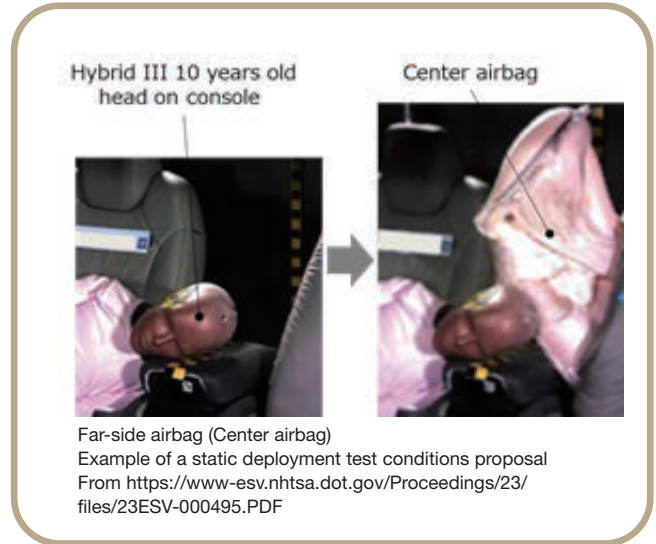 Hybrid III 10 years old
head on console
Center airbag
Far-side airbag (Center airbag)
Example of a static deployment test conditions proposal
From https://www-esv.nhtsa.dot.gov/Proceedings/23/
files/23ESV-000495.PDF